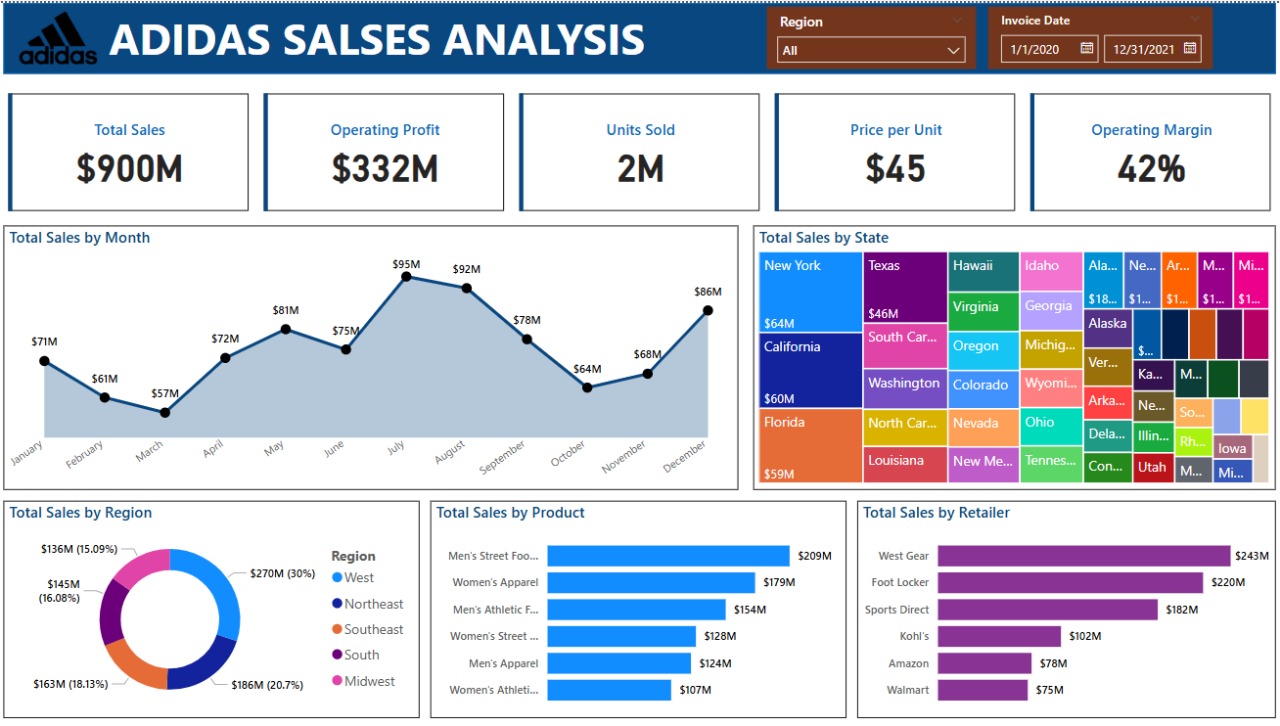 adidas
ADIDAS SALSES ANALYSIS
Region
All
Invoice Date
1/1/2020
12/31/2021
Total Sales
$900M
Operating Profit
$332M
Units Sold
2M
Price per Unit
$45
Operating Margin
42%
Total Sales by Month
$71M
$61M
$57M
$72M
$81M
$75M
$95M
$92M
$78M
$64M
$68M
$86M
January
February
March
April
May
June
July
August
September
October
November
December
Total Sales by State
New York
$64M
California
$60M
Florida
$59M
Texas
$46M
South Car...
Washington
North Car...
Louisiana
Hawaii
Virginia
Oregon
Colorado
Nevada
New Me...
Idaho
Georgia
Michig...
Wyomi...
Ohio
Tennes...
Ala...
$18...
Ne...
$1...
Ar...
$1...
M...
$1...
Mi...
$1...
Alaska
Ver...
Arka...
Dela...
Con...
$...
Ka...
Ne...
Illin...
Utah
M...
So...
Rh...
M...
Iowa
Mi...
Total Sales by Region
$136M (15.09%)
$145M
(16.08%)
$163M (18.13%)
$270M (30%)
$186M (20.7%)
Region
West
Northeast
Southeast
South
Midwest
Total Sales by Product
Men's Street Foo...
$209M
Women's Apparel
$179M
Men's Athletic F...
$154M
Women's Street ...
$128M
Men's Apparel
$124M
Women's Athleti...
$107M
Total Sales by Retailer
West Gear
$243M
Foot Locker
$220M
Sports Direct
$182M
Kohl's
$102M
Amazon
$78M
Walmart
$75M